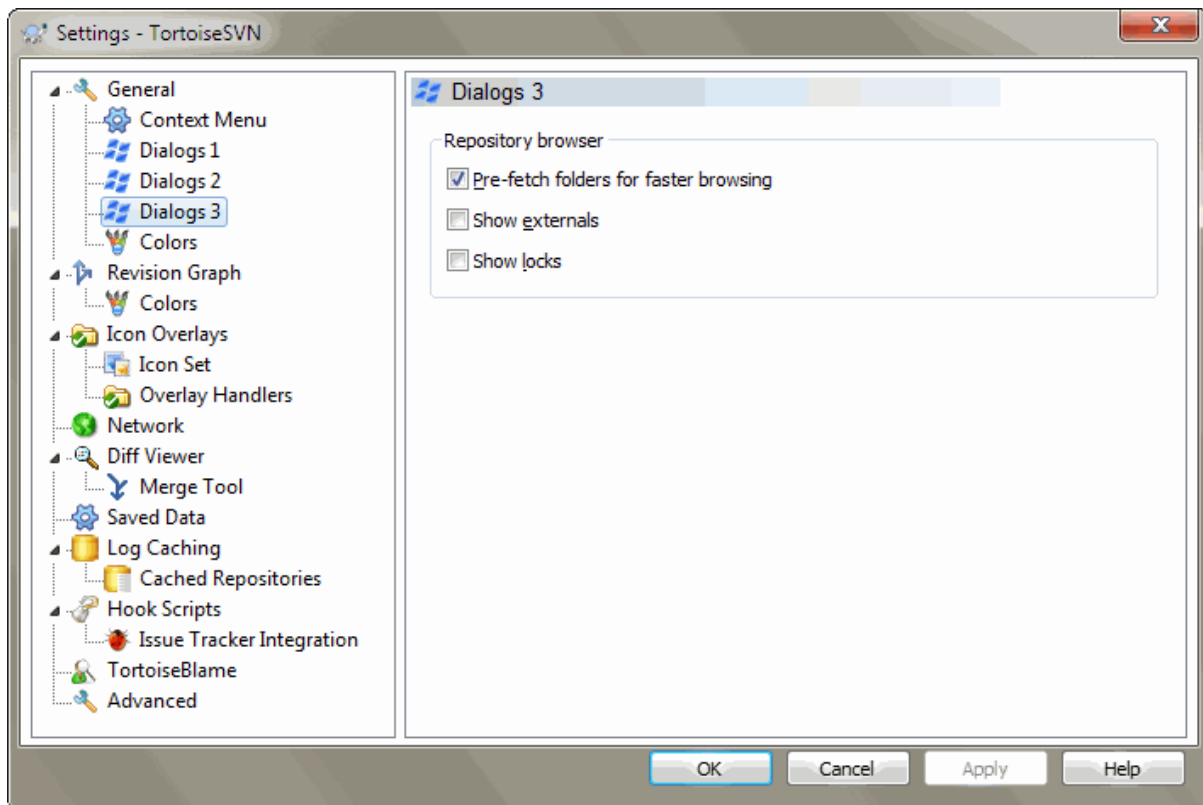 Settings - TortoiseSVN
General
Context Menu
Dialogs 1
Dialogs 2
Dialogs 3
Colors
Revision Graph
Colors
Icon Overlays
Icon Set
Overlay Handlers
Network
Diff Viewer
Merge Tool
Saved Data
Log Caching
Cached Repositories
Hook Scripts
Issue Tracker Integration
TortoiseBlame
Advanced
Dialogs 3
Repository browser
Pre-fetch folders for faster browsing
Show externals
Show locks
OK
Cancel
Apply
Help